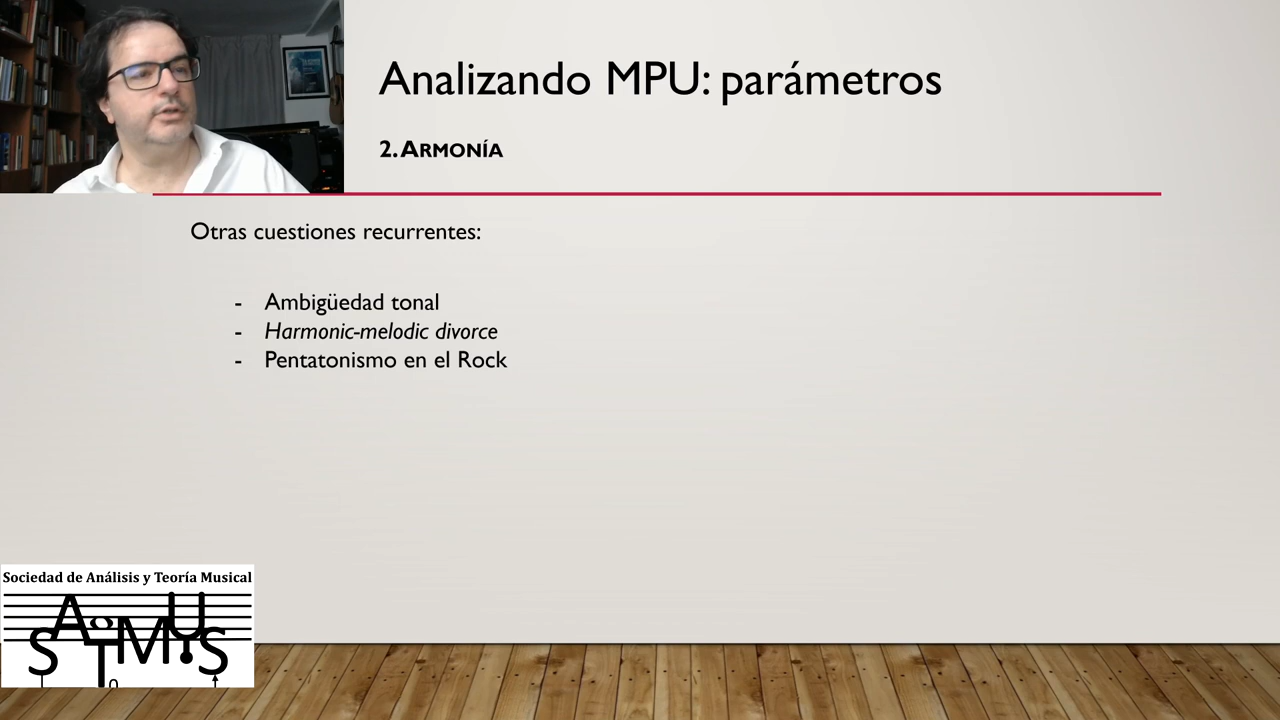 Analizando MPU: parámetros
2. ARMONÍA
Otras cuestiones recurrentes:
- Ambigüedad tonal
- Harmonic-melodic divorce
- Pentatonismo en el Rock
Sociedad de Análisis y Teoría Musical
SATMUS